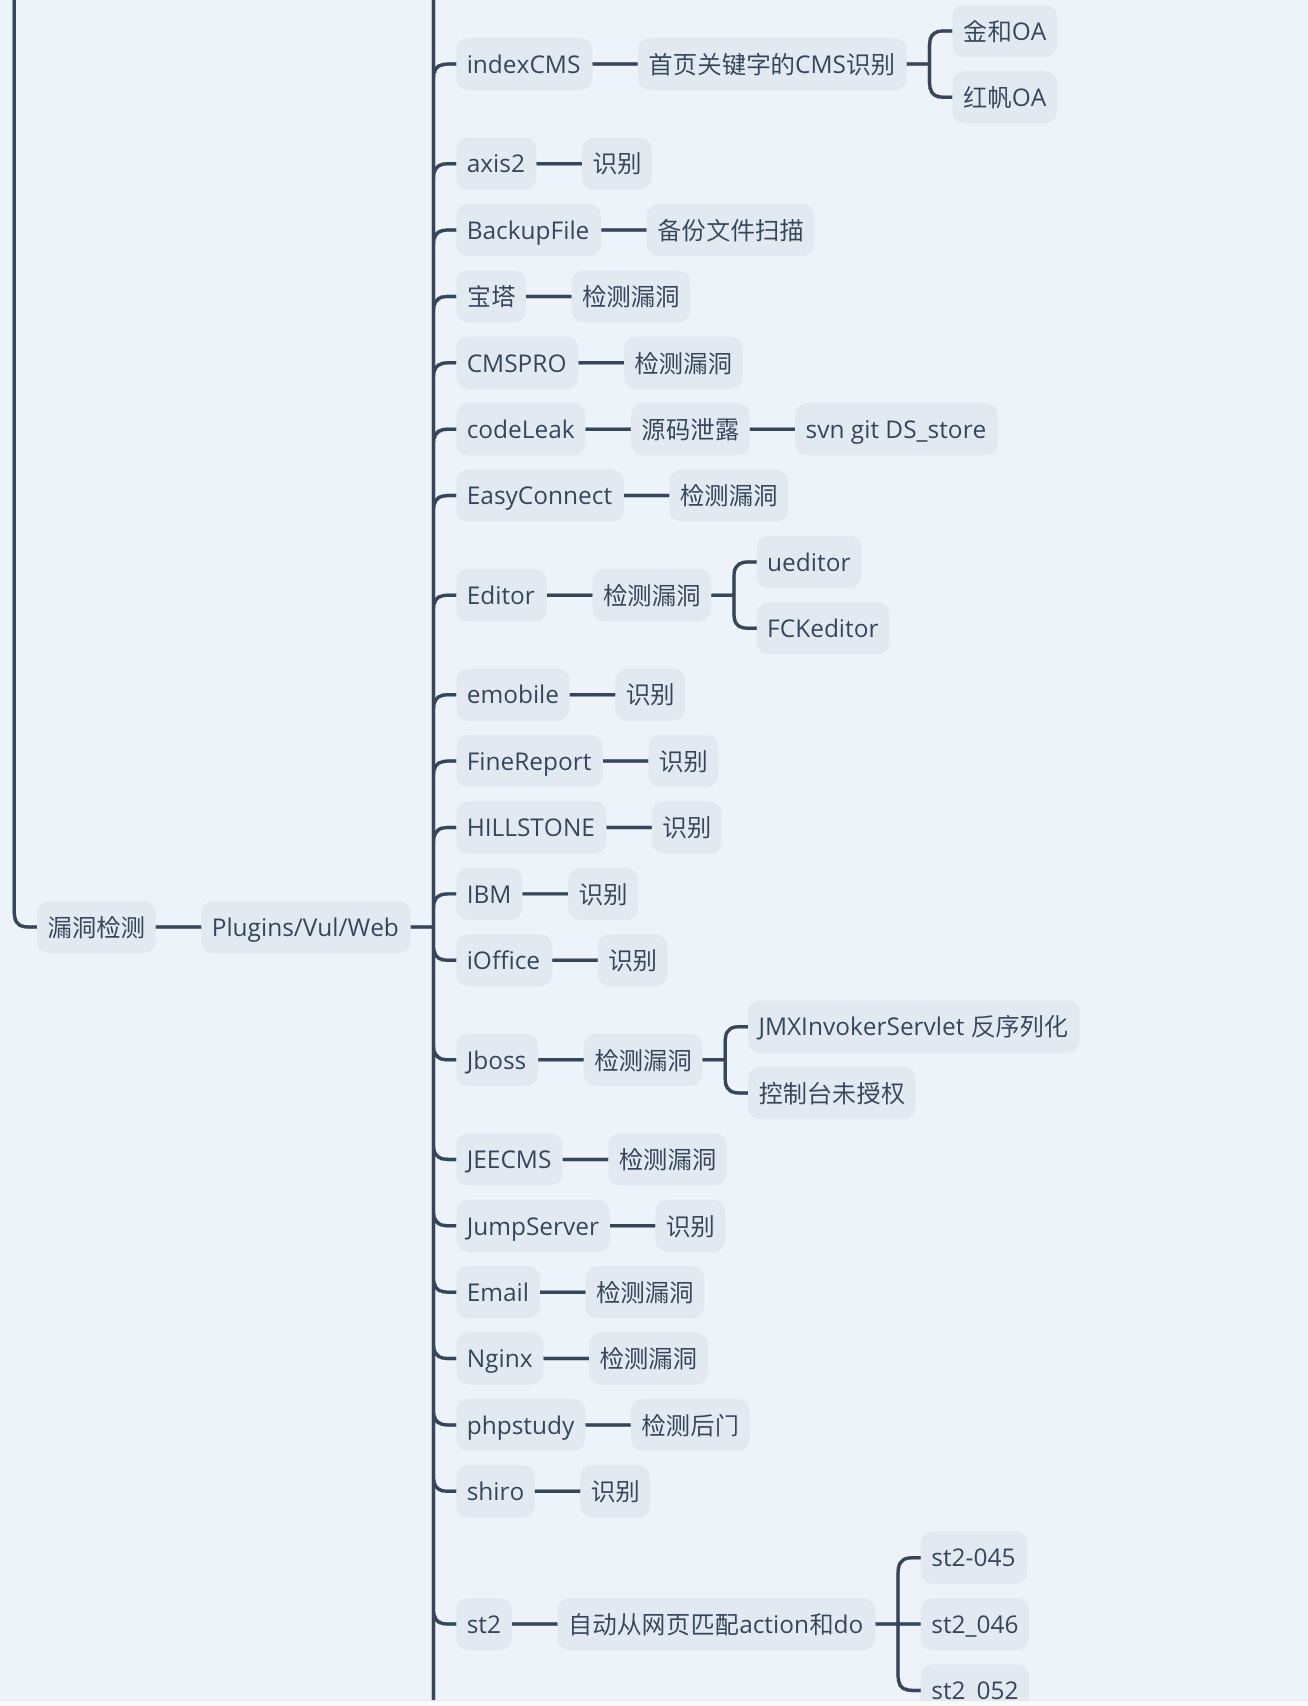 金和OA
indexCMS 首页关键字的CMS识别
红帆OA
axis2 识别
BackupFile 备份文件扫描
宝塔 检测漏洞
CMSPRO 检测漏洞
codeLeak 源码泄露 svn git DS_store
EasyConnect 检测漏洞
ueditor
Editor 检测漏洞
FCKeditor
emobile 识别
FineReport 识别
HILLSTONE 识别
IBM 识别
漏洞检测 Plugins/Vul/Web
iOffice 识别
JMXInvokerServlet 反序列化
Jboss 检测漏洞
控制台未授权
JEECMS 检测漏洞
JumpServer 识别
Email 检测漏洞
Nginx 检测漏洞
phpstudy 检测后门
shiro 识别
st2-045
st2 自动从网页匹配action和do st2_046
st2_052